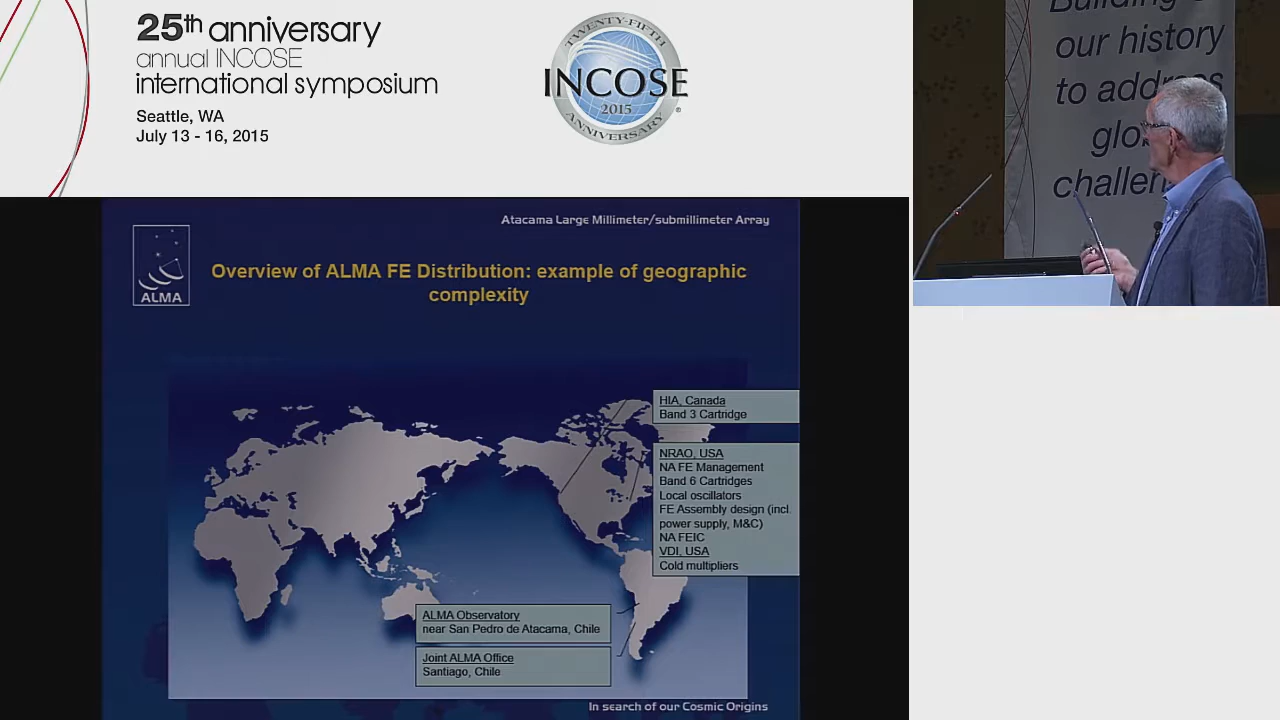 25th anniversary
annual INCOSE
international symposium
Seattle, WA
July 13 - 16, 2015
TWENTY-FIFTH
INCOSE
2015
ANNIVERSARY
Building
our history
to address
challen
Atacama Large Millimeter/submillimeter Array
ALMA
Overview of ALMA FE Distribution: example of geographic
complexity
HIA, Canada
Band 3 Cartridge
NRAO, USA
NA FE Management
Band 6 Cartridges
Local oscillators
FE Assembly design (incl.
power supply, M&C)
NA FEIC
VDI, USA
Cold multipliers
ALMA Observatory
near San Pedro de Atacama, Chile
Joint ALMA Office
Santiago, Chile
In search of our Cosmic Origins